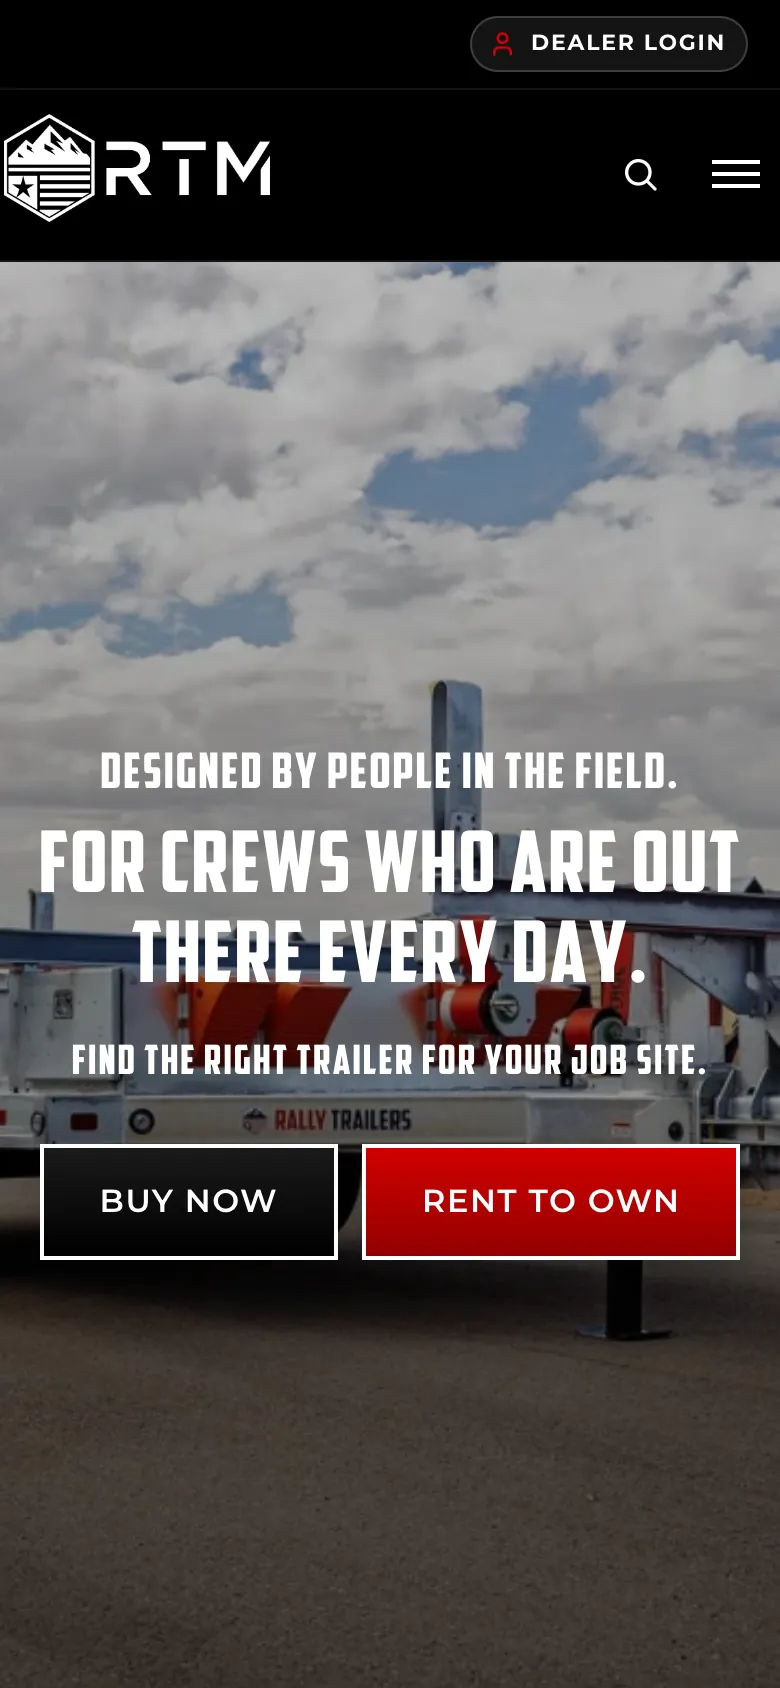 DEALER LOGIN
RTM
DESIGNED BY PEOPLE IN THE FIELD.
FOR CREWS WHO ARE OUT
THERE EVERY DAY.
FIND THE RIGHT TRAILER FOR YOUR JOB SITE.
RALLY TRAILERS
BUY NOW
RENT TO OWN